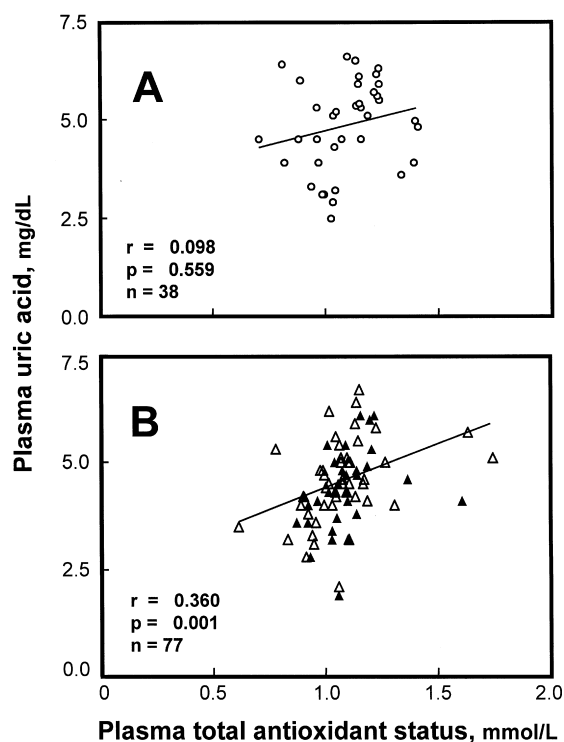 7.5
A
5.0
2.5
r = 0.098
p = 0.559
n = 38
0.0
Plasma uric acid, mg/dL
7.5
B
5.0
2.5
r = 0.360
p = 0.001
n = 77
0.0
0 0.5 1.0 1.5 2.0
Plasma total antioxidant status, mmol/L